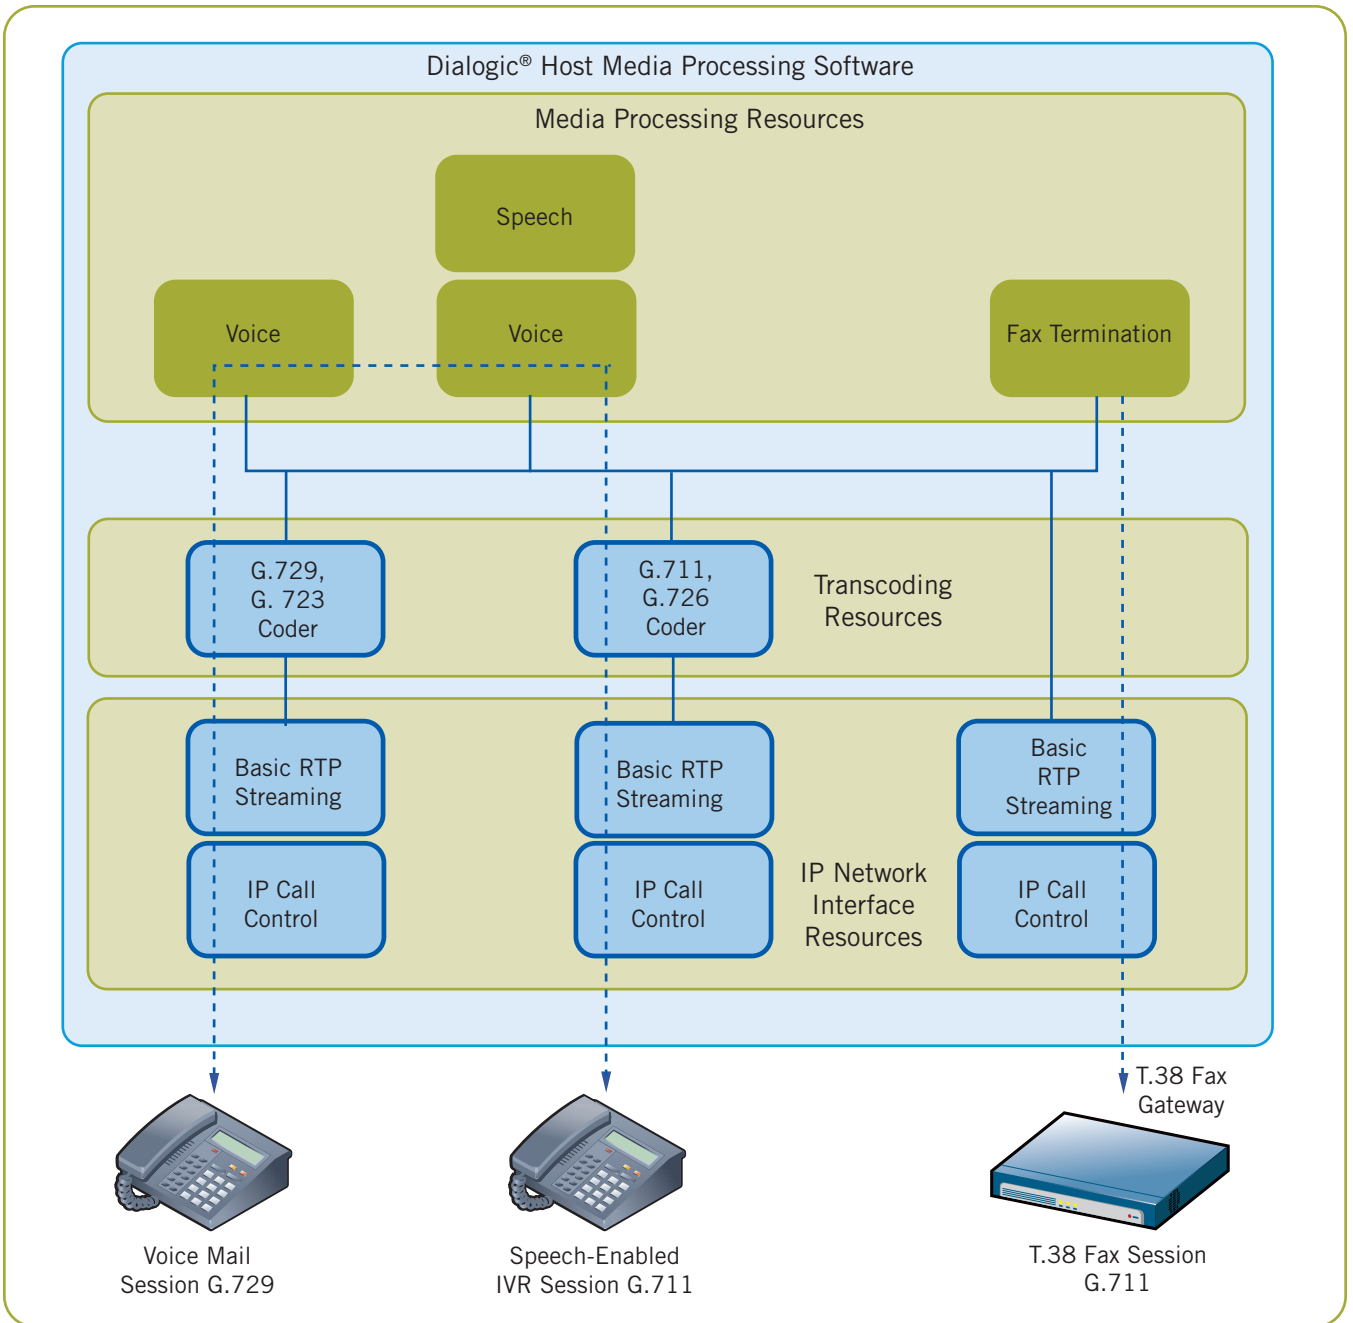 Dialogic® Host Media Processing Software
Media Processing Resources
Speech
Voice
Voice
Fax Termination
G.729,
G. 723
Coder
G.711,
G.726
Coder
Transcoding
Resources
Basic RTP
Streaming
Basic RTP
Streaming
Basic
RTP
Streaming
IP Call
Control
IP Call
Control
IP Network
Interface
Resources
IP Call
Control
T.38 Fax
Gateway
Voice Mail
Session G.729
Speech-Enabled
IVR Session G.711
T.38 Fax Session
G.711